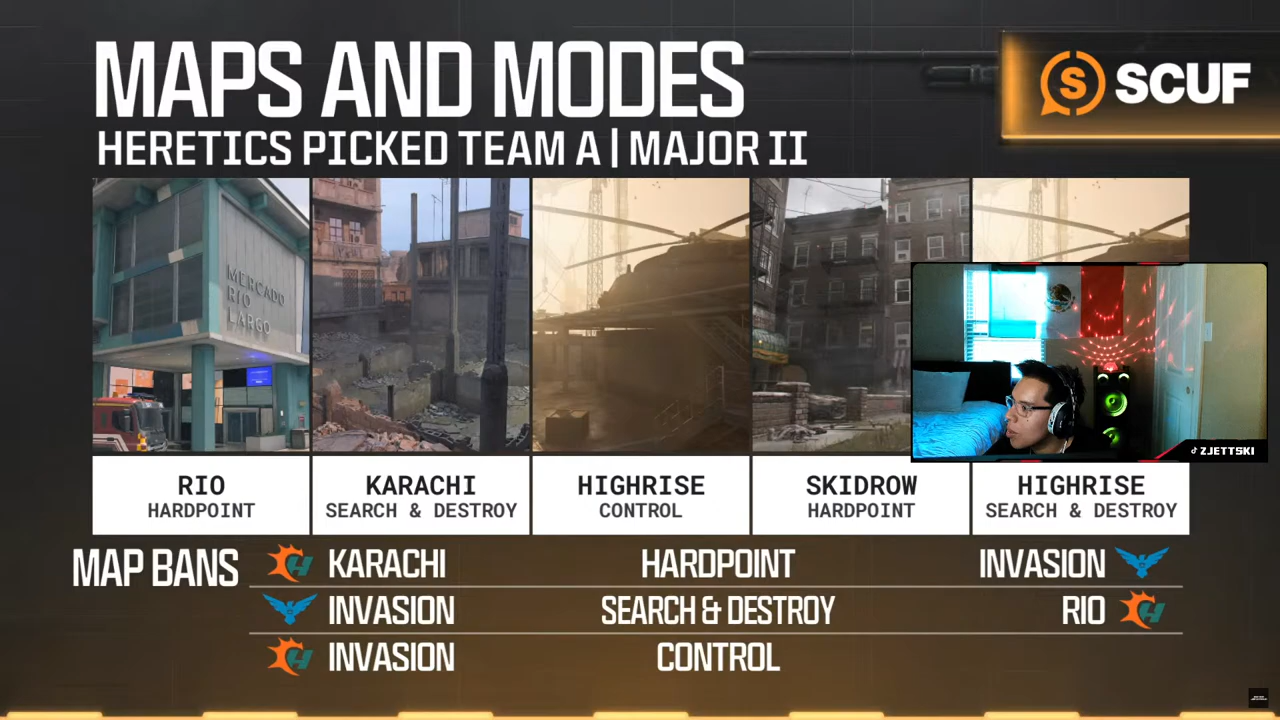 MAPS AND MODES
SCUF
HERETICS PICKED TEAM A | MAJOR II
MERCADO
RIO
LARGO
ZJETTSKI
RIO
HARDPOINT
KARACHI
SEARCH & DESTROY
HIGHRISE
CONTROL
SKIDROW
HARDPOINT
HIGHRISE
SEARCH & DESTROY
MAP BANS
KARACHI HARDPOINT INVASION
INVASION SEARCH & DESTROY RIO
INVASION CONTROL